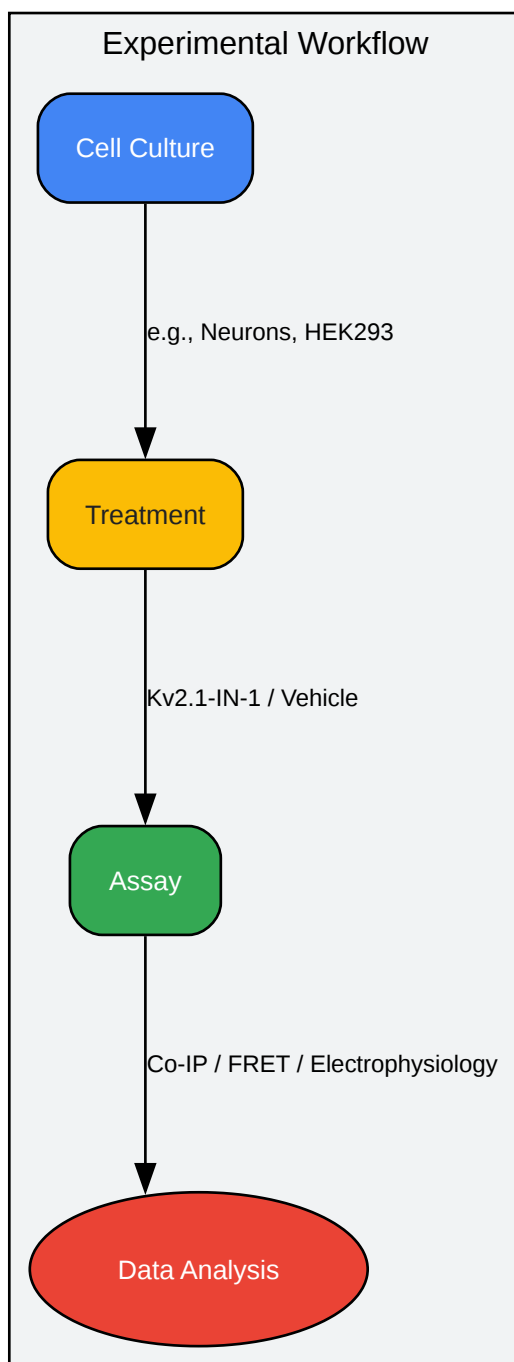 Experimental Workflow
Cell Culture
e.g., Neurons, HEK293
Treatment
Kv2.1-IN-1 / Vehicle
Assay
Co-IP / FRET / Electrophysiology
Data Analysis